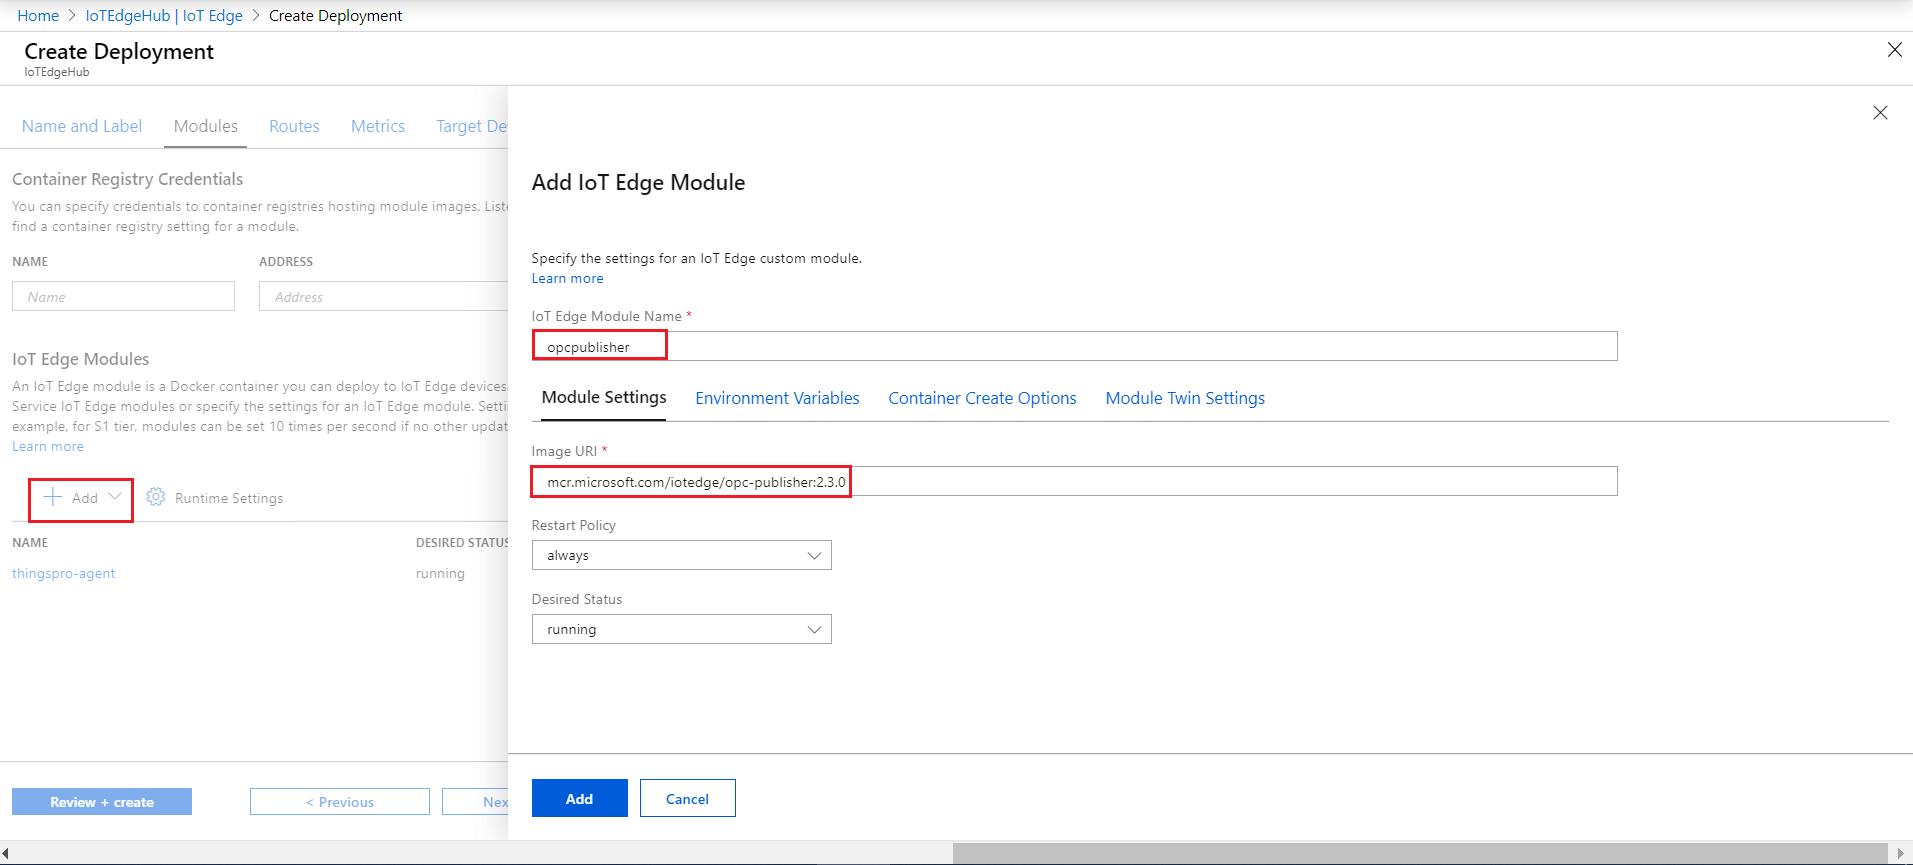 Home > IoTEdgeHub | IoT Edge > Create Deployment
Create Deployment
IoTEdgeHub
Name and Label Modules Routes Metrics Target De
Container Registry Credentials
You can specify credentials to container registries hosting module images. Liste
find a container registry setting for a module.
NAME ADDRESS
Name Address
IoT Edge Modules
An IoT Edge module is a Docker container you can deploy to IoT Edge devices.
Service IoT Edge modules or specify the settings for an IoT Edge module. Setti
example, for S1 tier, modules can be set 10 times per second if no other updat
Learn more
Add Runtime Settings
NAME DESIRED STATUS
thingspro-agent running
Review + create < Previous Nex
Add IoT Edge Module
Specify the settings for an IoT Edge custom module.
Learn more
IoT Edge Module Name *
opcpublisher
Module Settings Environment Variables Container Create Options Module Twin Settings
Image URI *
mcr.microsoft.com/iotedge/opc-publisher:2.3.0
Restart Policy
always
Desired Status
running
Add Cancel